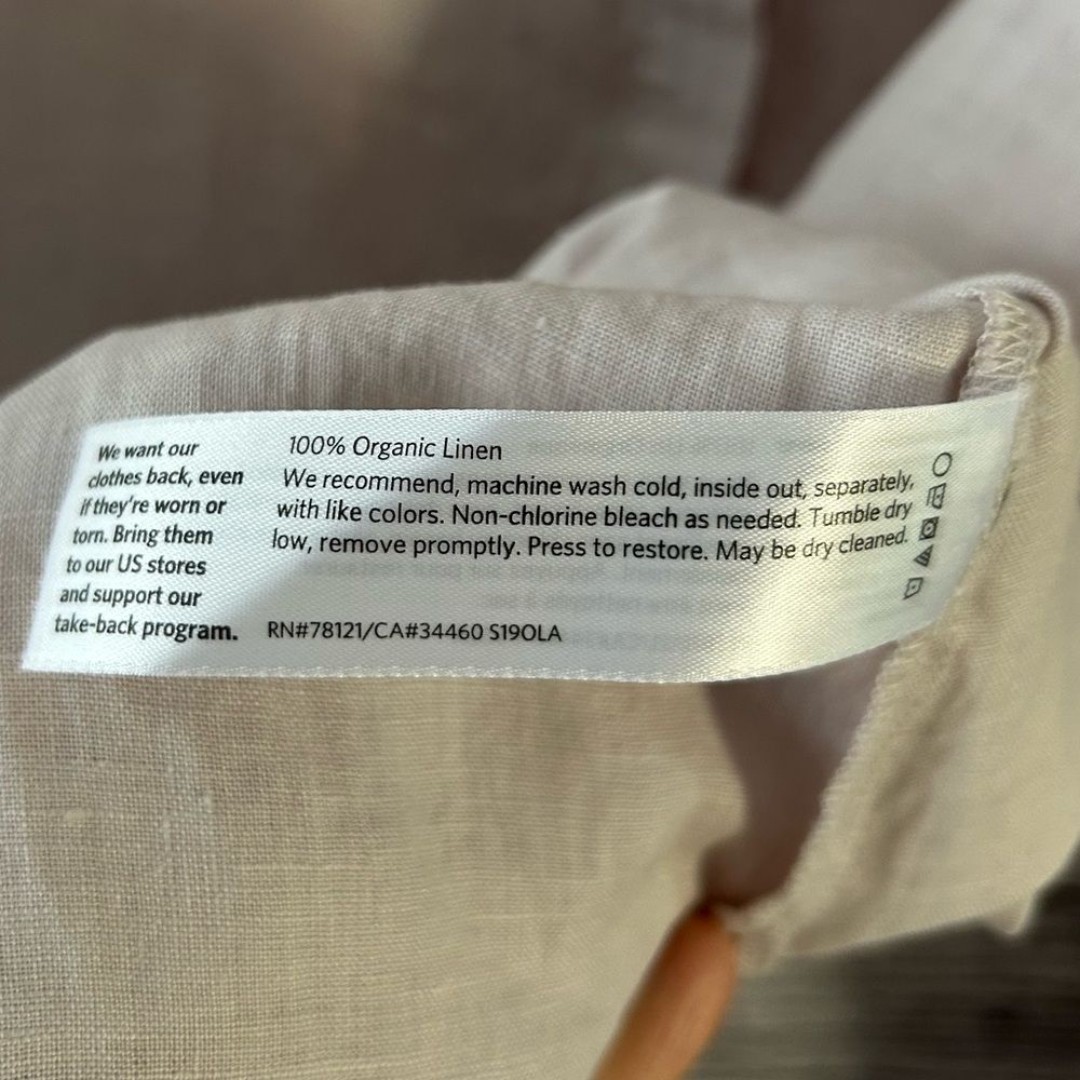 We want our
clothes back, even
if they're worn or
torn. Bring them
to our US stores
and support our
take-back program.
100% Organic Linen
We recommend, machine wash cold, inside out, separately,
with like colors. Non-chlorine bleach as needed. Tumble dry
low, remove promptly. Press to restore. May be dry cleaned.
RN#78121/CA#34460 S19OLA